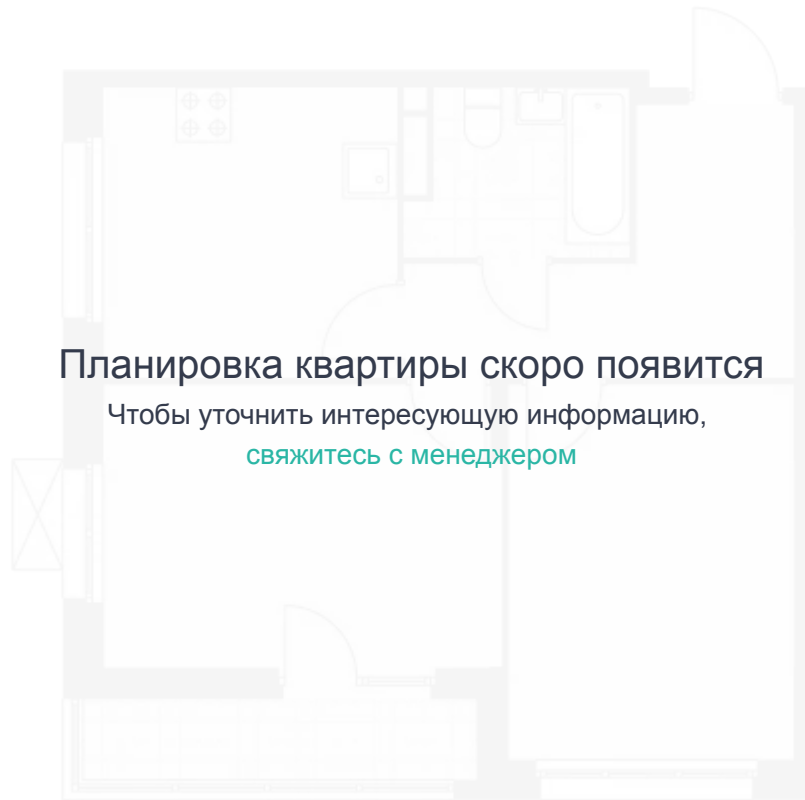 Планировка квартиры скоро появится
Чтобы уточнить интересующую информацию,
свяжитесь с менеджером